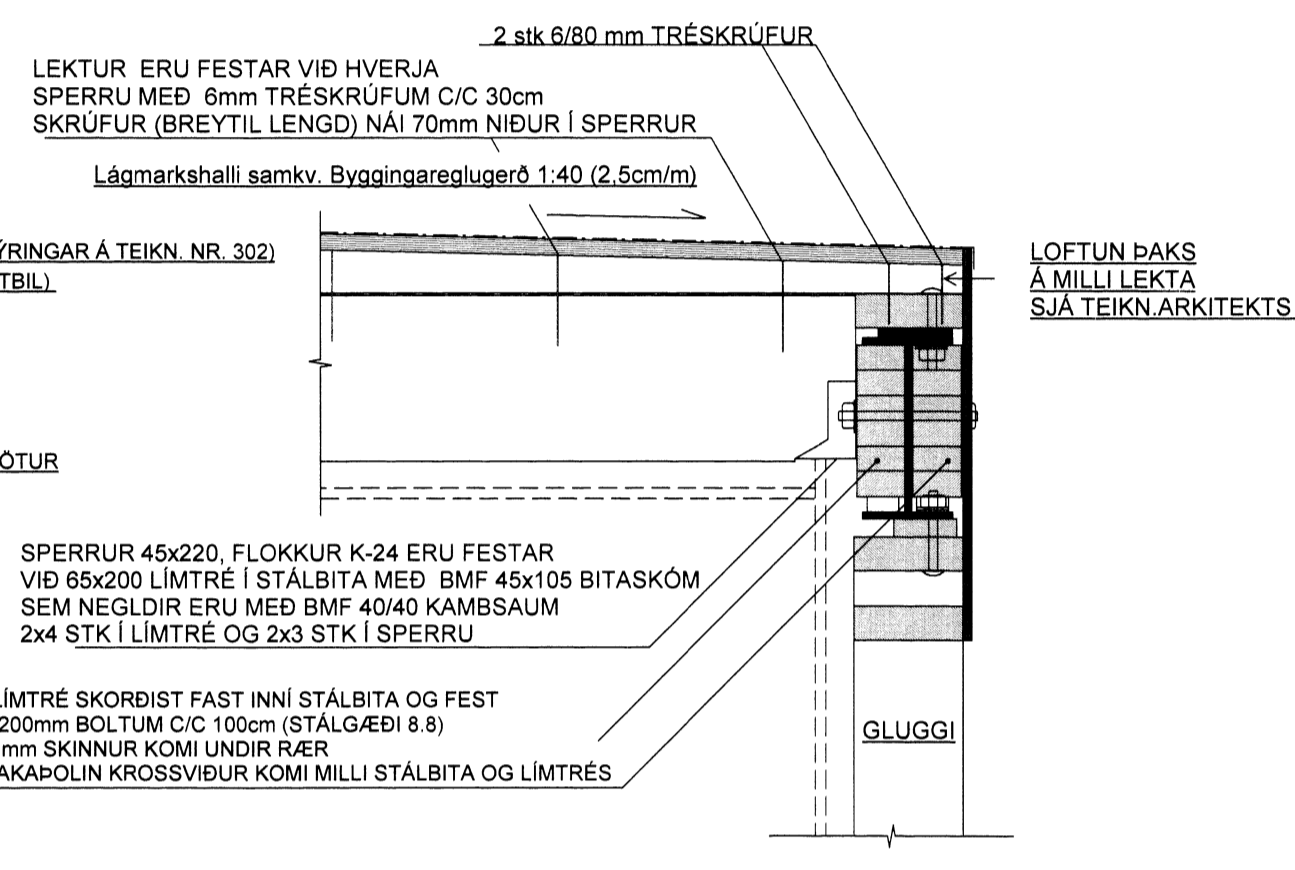 2 stk 6/80 mm TRÉSKRÚFUR
LEKTUR ERU FESTAR VIÐ HVERJA
SPERRU MEÐ 6mm TRÉSKRÚFUM C/C 30cm
SKRÚFUR (BREYTIL LENGD) NÁI 70mm NIÐUR Í SPERRUR
Lágmarkshalli samkv. Byggingareglugerð 1:40 (2,5cm/m)
ÝRINGAR Á TEIKN. NR. 302)
TBIL)
LOFTUN ÞAKS
Á MILLI LEKTA
SJÁ TEIKN.ARKITEKTS
ÖTUR
SPERRUR 45x220, FLOKKUR K-24 ERU FESTAR
VIÐ 65x200 LÍMTRÉ Í STÁLBITA MEÐ BMF 45x105 BITASKÓM
SEM NEGLDIR ERU MEÐ BMF 40/40 KAMBSAUM
2x4 STK Í LÍMTRÉ OG 2x3 STK Í SPERRU
LÍMTRÉ SKORÐIST FAST INNÍ STÁLBITA OG FEST
200mm BOLTUM C/C 100cm (STÁLGÆÐI 8.8)
mm SKINNUR KOMI UNDIR RÆR
AKAÞOLIN KROSSVIÐUR KOMI MILLI STÁLBITA OG LÍMTRÉS
GLUGGI